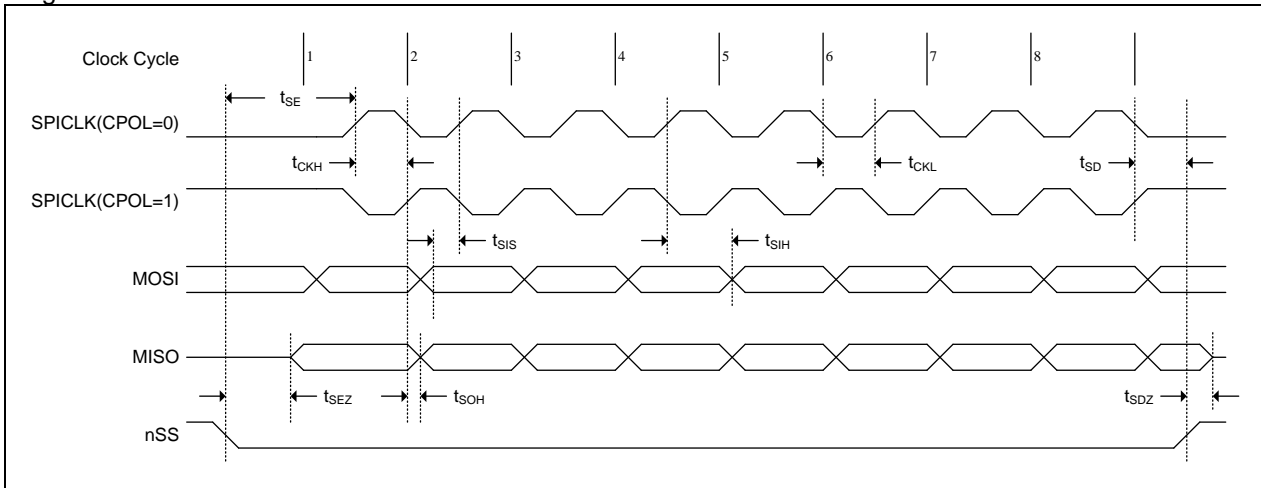 Clock Cycle 1 2 3 4 5 6 7 8
tSE
SPICLK(CPOL=0)
tCKH tCKL tSD
SPICLK(CPOL=1)
tSIS tSIH
MOSI
MISO
tSEZ tSOH tSDZ
nSS